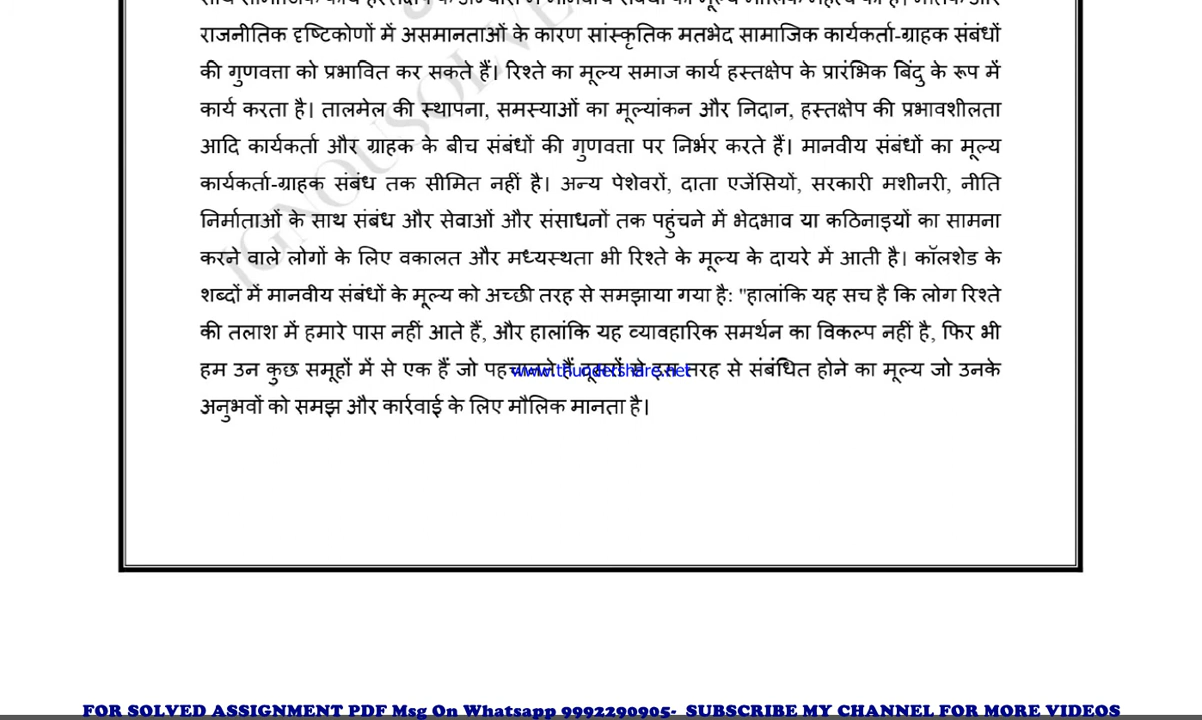 राजनीतिक दृष्टिकोणों में असमानताओं के कारण सांस्कृतिक मतभेद सामाजिक कार्यकर्ता-ग्राहक संबंधों
की गुणवत्ता को प्रभावित कर सकते हैं। रिश्ते का मूल्य समाज कार्य हस्तक्षेप के प्रारंभिक बिंदु के रूप में
कार्य करता है। तालमेल की स्थापना, समस्याओं का मूल्यांकन और निदान, हस्तक्षेप की प्रभावशीलता
आदि कार्यकर्ता और ग्राहक के बीच संबंधों की गुणवत्ता पर निर्भर करते हैं। मानवीय संबंधों का मूल्य
कार्यकर्ता-ग्राहक संबंध तक सीमित नहीं है। अन्य पेशेवरों, दाता एजेंसियों, सरकारी मशीनरी, नीति
निर्माताओं के साथ संबंध और सेवाओं और संसाधनों तक पहुंचने में भेदभाव या कठिनाइयों का सामना
करने वाले लोगों के लिए वकालत और मध्यस्थता भी रिश्ते के मूल्य के दायरे में आती है। कॉलशेड के
शब्दों में मानवीय संबंधों के मूल्य को अच्छी तरह से समझाया गया है: "हालांकि यह सच है कि लोग रिश्ते
की तलाश में हमारे पास नहीं आते हैं, और हालांकि यह व्यावहारिक समर्थन का विकल्प नहीं है, फिर भी
हम उन कुछ समूहों में से एक हैं जो पहचानते हैं दूसरों से इस तरह से संबंधित होने का मूल्य जो उनके
www.thundershare.net
अनुभवों को समझ और कार्रवाई के लिए मौलिक मानता है।
FOR SOLVED ASSIGNMENT PDF Msg On Whatsapp 9992290905- SUBSCRIBE MY CHANNEL FOR MORE VIDEOS